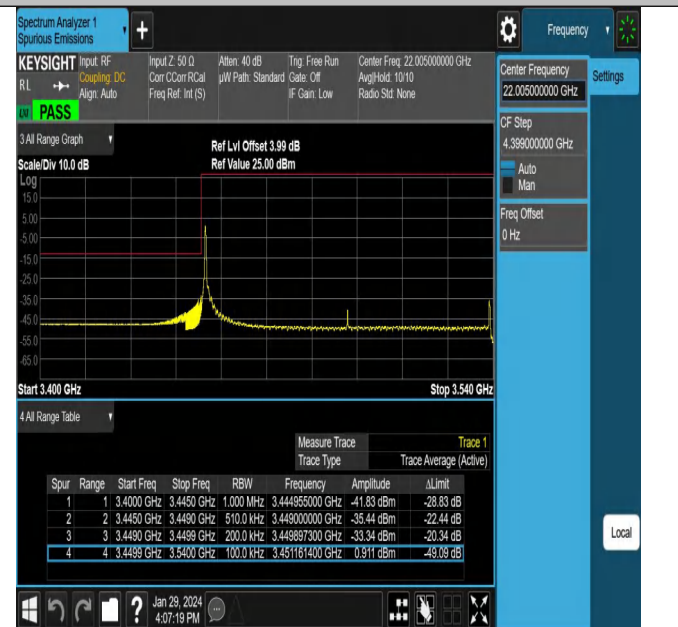 Spectrum Analyzer 1
Spurious Emissions
+
Frequency
KEYSIGHT
R L
PASS
Input: RF
Coupling: DC
Align: Auto
Input Z: 50 Ω
Corr CCorr RCal
Freq Ref: Int (S)
Atten: 40 dB
µW Path: Standard
Trig: Free Run
Gate: Off
IF Gain: Low
Center Freq: 22.005000000 GHz
Avg|Hold: 10/10
Radio Std: None
Center Frequency
22.005000000 GHz
Settings
CF Step
4.399000000 GHz
Auto
Man
Freq Offset
0 Hz
3 All Range Graph
Scale/Div 10.0 dB
Ref Lvl Offset 3.99 dB
Ref Value 25.00 dBm
Log
15.0
5.00
-5.00
-15.0
-25.0
-35.0
-45.0
-55.0
-65.0
Start 3.400 GHz
Stop 3.540 GHz
4 All Range Table
Measure Trace Trace 1
Trace Type Trace Average (Active)
Spur Range Start Freq Stop Freq RBW Frequency Amplitude ΔLimit
1 1 3.4000 GHz 3.4450 GHz 1.000 MHz 3.444955000 GHz -41.83 dBm -28.83 dB
2 2 3.4450 GHz 3.4490 GHz 510.0 kHz 3.449000000 GHz -35.44 dBm -22.44 dB
3 3 3.4490 GHz 3.4499 GHz 200.0 kHz 3.449897300 GHz -33.34 dBm -20.34 dB
4 4 3.4499 GHz 3.5400 GHz 100.0 kHz 3.451161400 GHz 0.911 dBm -49.09 dB
Local
?
Jan 29, 2024
4:07:19 PM